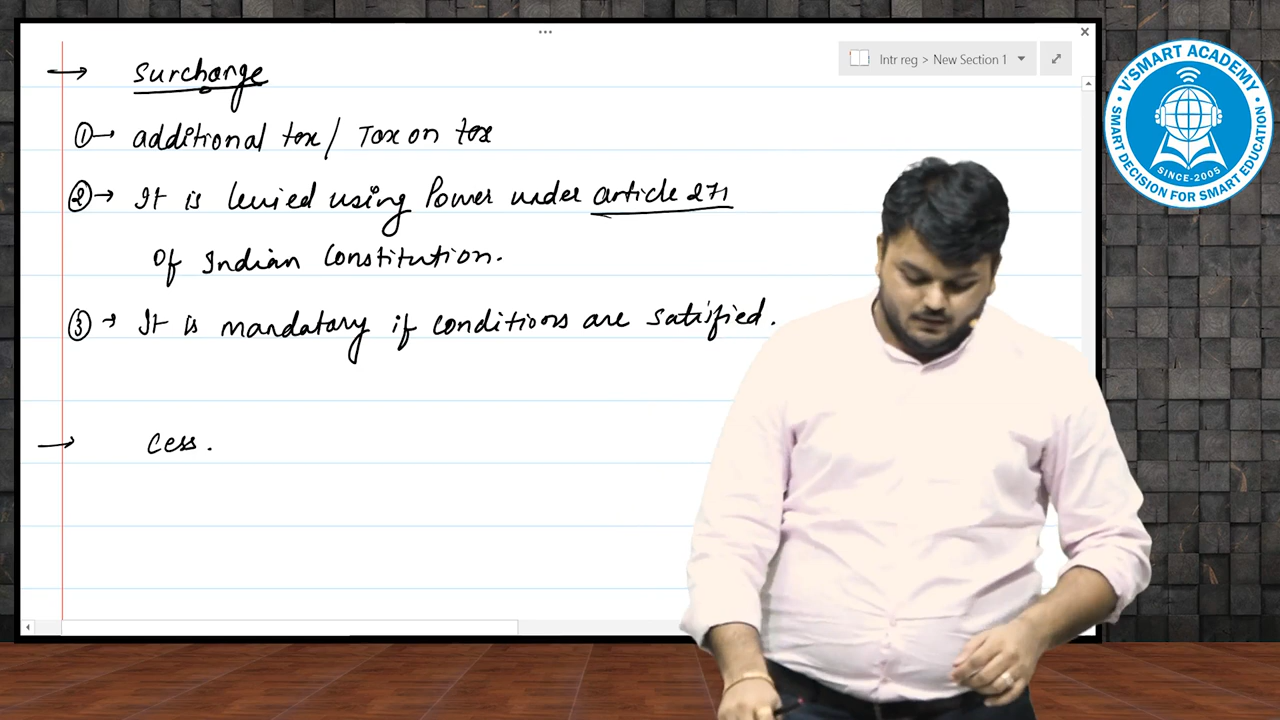 → Surcharge
① → additional tax / Tax on tax
② → It is levied using Power under article 271
of Indian Constitution.
③ → It is mandatory if conditions are satisfied.
→ Cess.
Intr reg > New Section 1
V'SMART ACADEMY
SINCE-2005
SMART DECISION FOR SMART EDUCATION